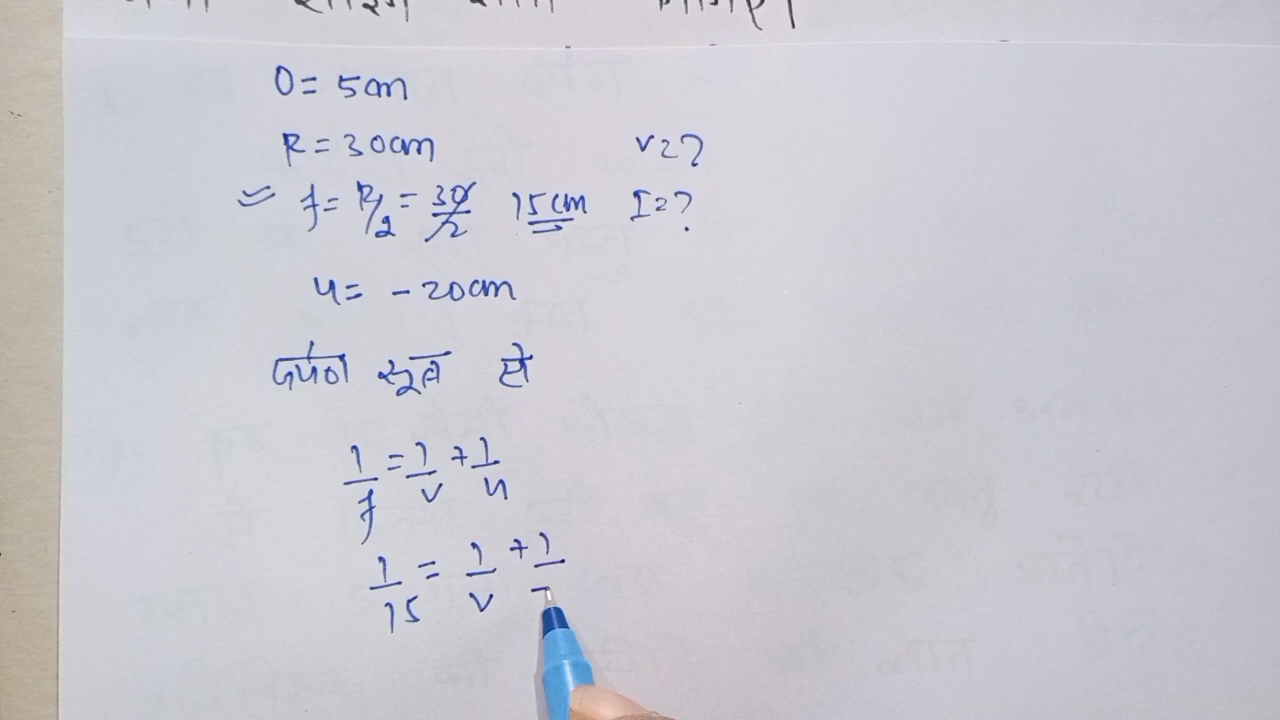 O = 5cm
R = 30cm v = ?
f = R/2 = 30/2 15cm I = ?
u = - 20cm
दर्पण सूत्र से
1/f = 1/v + 1/u
1/15 = 1/v + 1/-